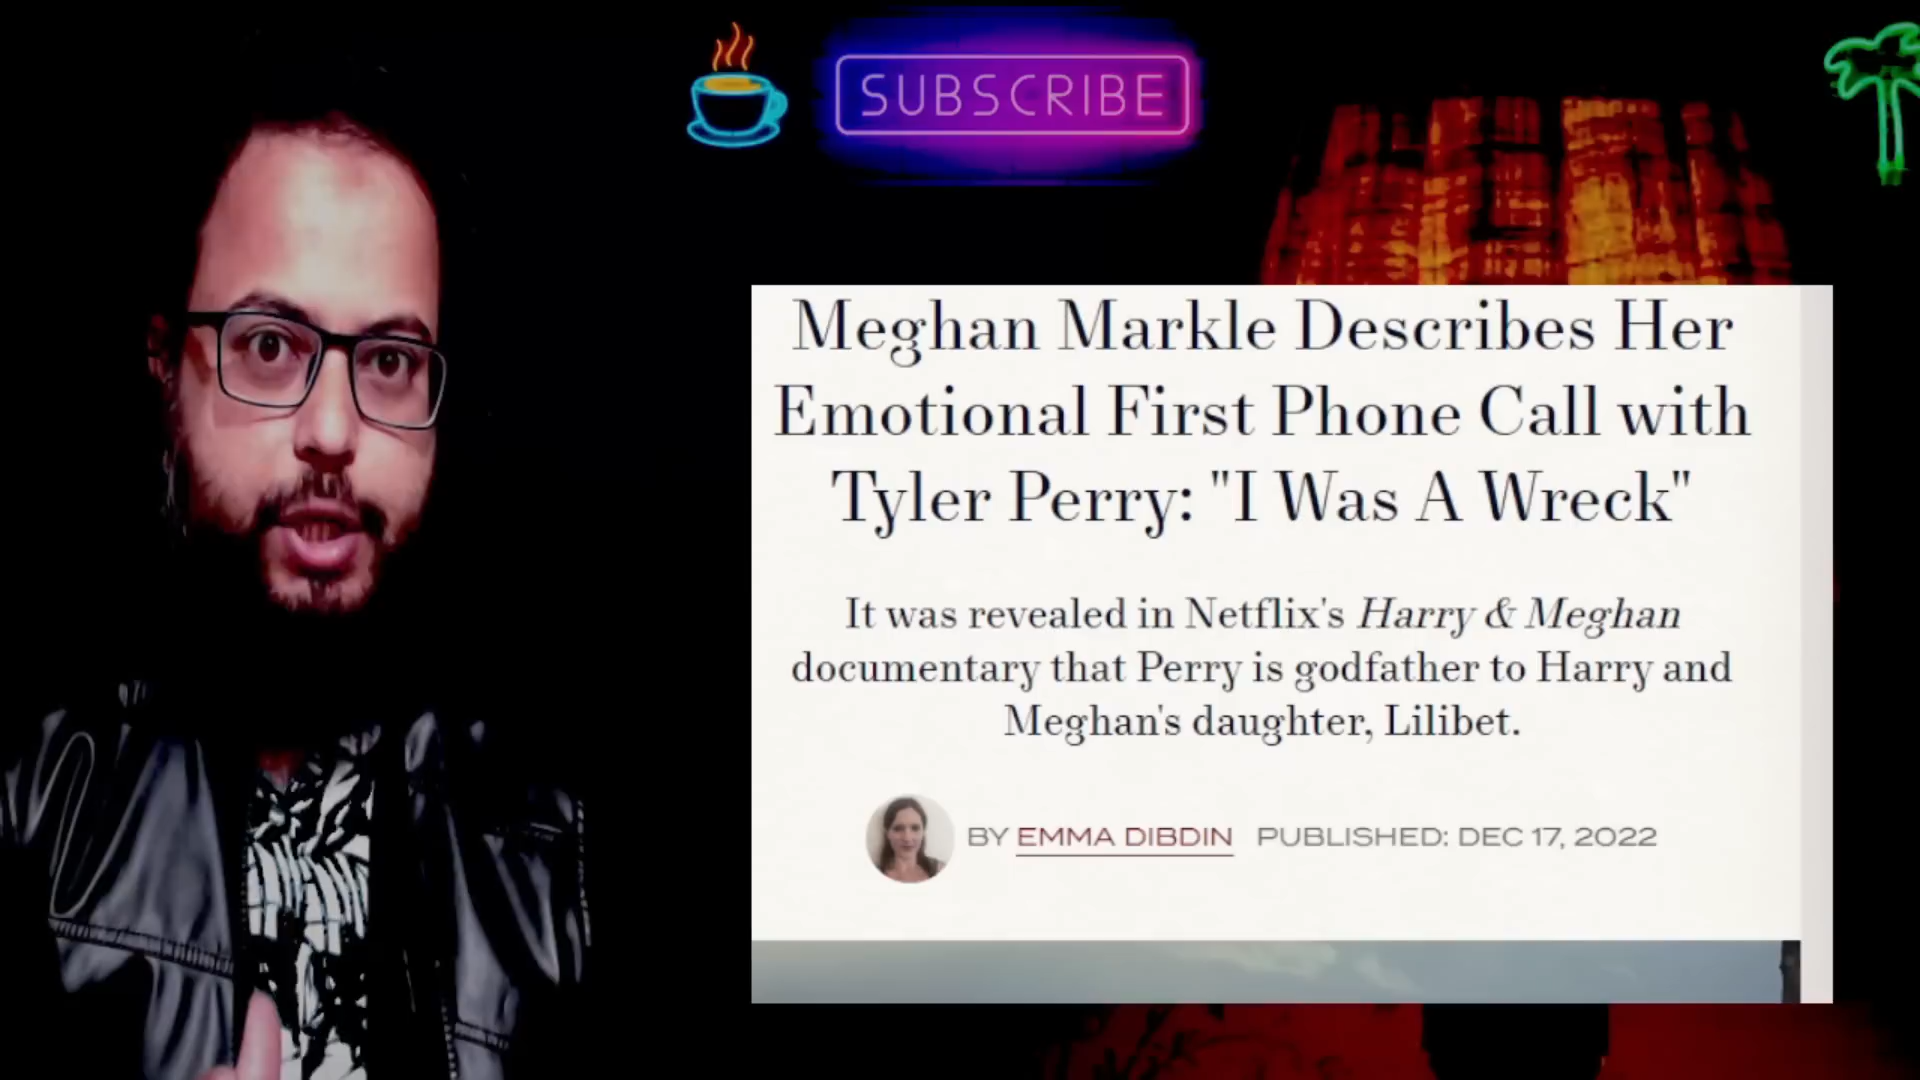 SUBSCRIBE
Meghan Markle Describes Her
Emotional First Phone Call with
Tyler Perry: "I Was A Wreck"
It was revealed in Netflix's Harry & Meghan
documentary that Perry is godfather to Harry and
Meghan's daughter, Lilibet.
BY EMMA DIBDIN PUBLISHED: DEC 17, 2022